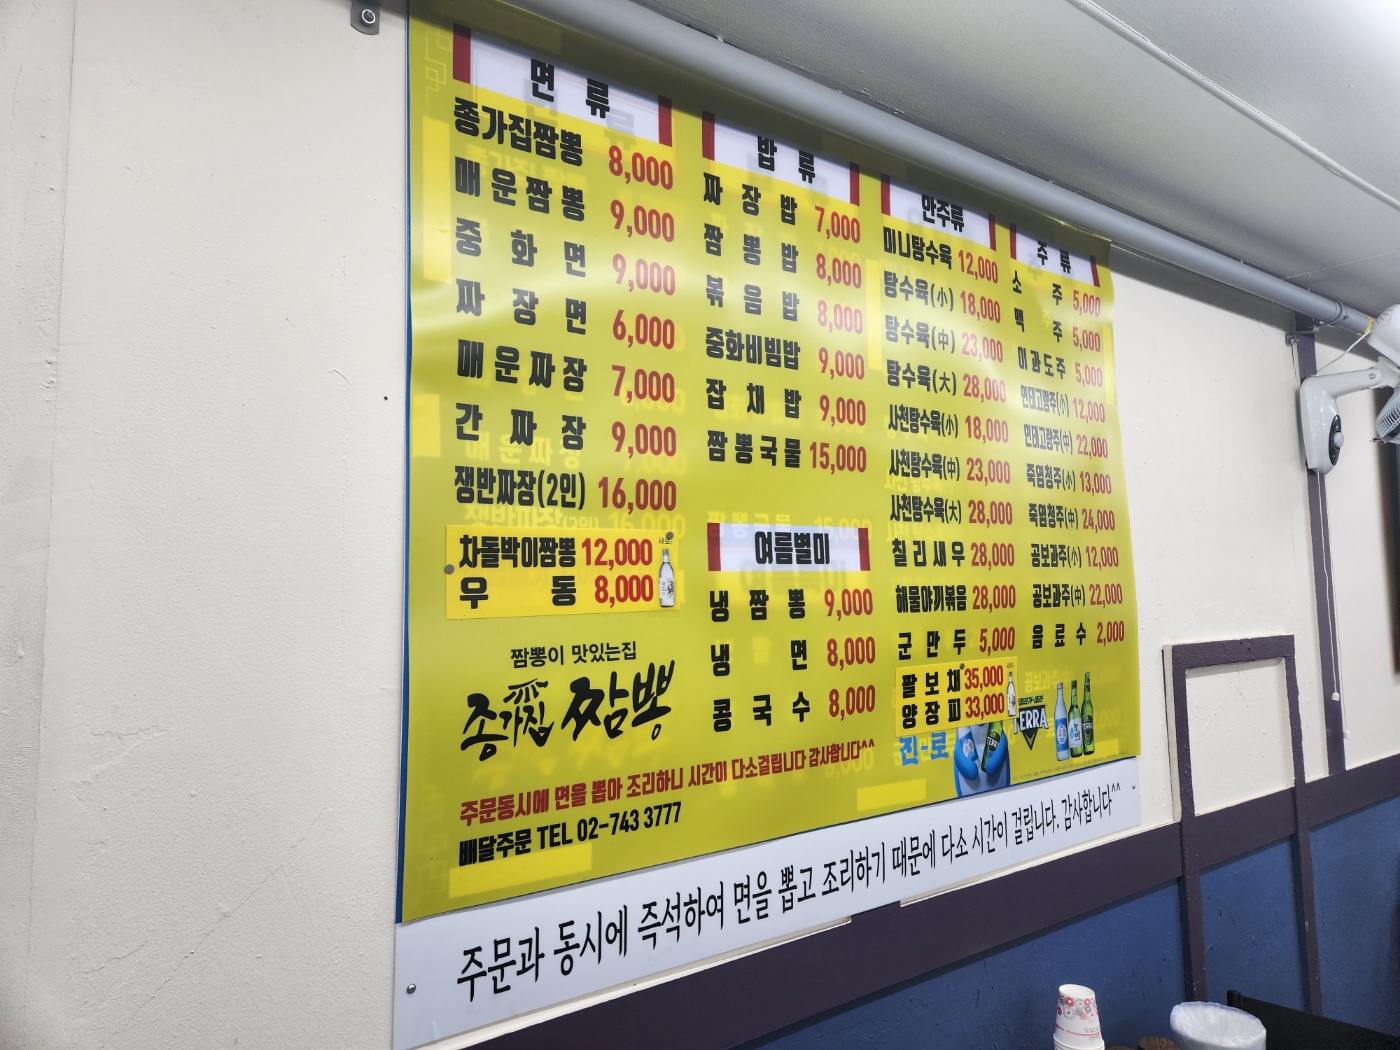 면 류
종가집짬뽕 8,000
매운짬뽕 9,000
중화면 9,000
짜장면 6,000
매운짜장 7,000
간짜장 9,000
쟁반짜장(2인) 16,000
차돌박이짬뽕 12,000
우동 8,000
짬뽕이 맛있는집
종가집 짬뽕
밥 류
짜장밥 7,000
짬뽕밥 8,000
볶음밥 8,000
중화비빔밥 9,000
잡채밥 9,000
짬뽕국물 15,000
여름별미
냉짬뽕 9,000
냉면 8,000
콩국수 8,000
안주류
미니탕수육 12,000
탕수육(小) 18,000
탕수육(中) 23,000
탕수육(大) 28,000
사천탕수육(小) 18,000
사천탕수육(中) 23,000
사천탕수육(大) 28,000
칠리새우 28,000
해물야끼볶음 28,000
군만두 5,000
팔보채 35,000
양장피 33,000
주 류
소주 5,000
맥주 5,000
이과도주 5,000
연태고량주(小) 12,000
연태고량주(中) 22,000
죽엽청주(小) 13,000
죽엽청주(中) 24,000
공보과주(小) 12,000
공보과주(中) 22,000
음료수 2,000
진-로
TERRA
주문동시에 면을 뽑아 조리하니 시간이 다소걸립니다 감사합니다^^
배달주문 TEL 02-743 3777
주문과 동시에 즉석하여 면을 뽑고 조리하기 때문에 다소 시간이 걸립니다. 감사합니다^^